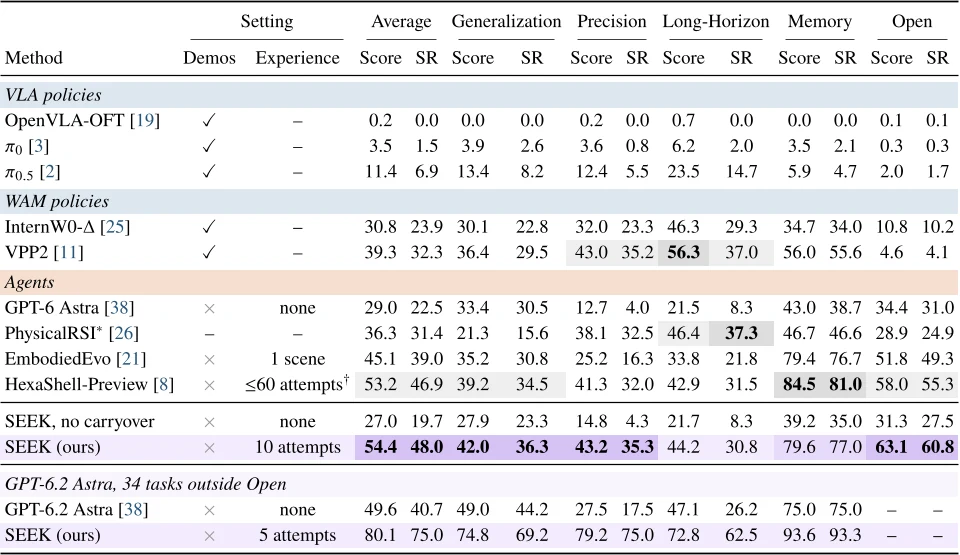 Setting Average Generalization Precision Long-Horizon Memory Open
Method Demos Experience Score SR Score SR Score SR Score SR Score SR Score SR
VLA policies
OpenVLA-OFT [19] ✓ – 0.2 0.0 0.0 0.0 0.2 0.0 0.7 0.0 0.0 0.0 0.1 0.1
π0 [3] ✓ – 3.5 1.5 3.9 2.6 3.6 0.8 6.2 2.0 3.5 2.1 0.3 0.3
π0.5 [2] ✓ – 11.4 6.9 13.4 8.2 12.4 5.5 23.5 14.7 5.9 4.7 2.0 1.7
WAM policies
InternW0-Δ [25] ✓ – 30.8 23.9 30.1 22.8 32.0 23.3 46.3 29.3 34.7 34.0 10.8 10.2
VPP2 [11] ✓ – 39.3 32.3 36.4 29.5 43.0 35.2 56.3 37.0 56.0 55.6 4.6 4.1
Agents
GPT-6 Astra [38] × none 29.0 22.5 33.4 30.5 12.7 4.0 21.5 8.3 43.0 38.7 34.4 31.0
PhysicalRSI* [26] – – 36.3 31.4 21.3 15.6 38.1 32.5 46.4 37.3 46.7 46.6 28.9 24.9
EmbodiedEvo [21] × 1 scene 45.1 39.0 35.2 30.8 25.2 16.3 33.8 21.8 79.4 76.7 51.8 49.3
HexaShell-Preview [8] × ≤60 attempts† 53.2 46.9 39.2 34.5 41.3 32.0 42.9 31.5 84.5 81.0 58.0 55.3
SEEK, no carryover × none 27.0 19.7 27.9 23.3 14.8 4.3 21.7 8.3 39.2 35.0 31.3 27.5
SEEK (ours) × 10 attempts 54.4 48.0 42.0 36.3 43.2 35.3 44.2 30.8 79.6 77.0 63.1 60.8
GPT-6.2 Astra, 34 tasks outside Open
GPT-6.2 Astra [38] × none 49.6 40.7 49.0 44.2 27.5 17.5 47.1 26.2 75.0 75.0 – –
SEEK (ours) × 5 attempts 80.1 75.0 74.8 69.2 79.2 75.0 72.8 62.5 93.6 93.3 – –